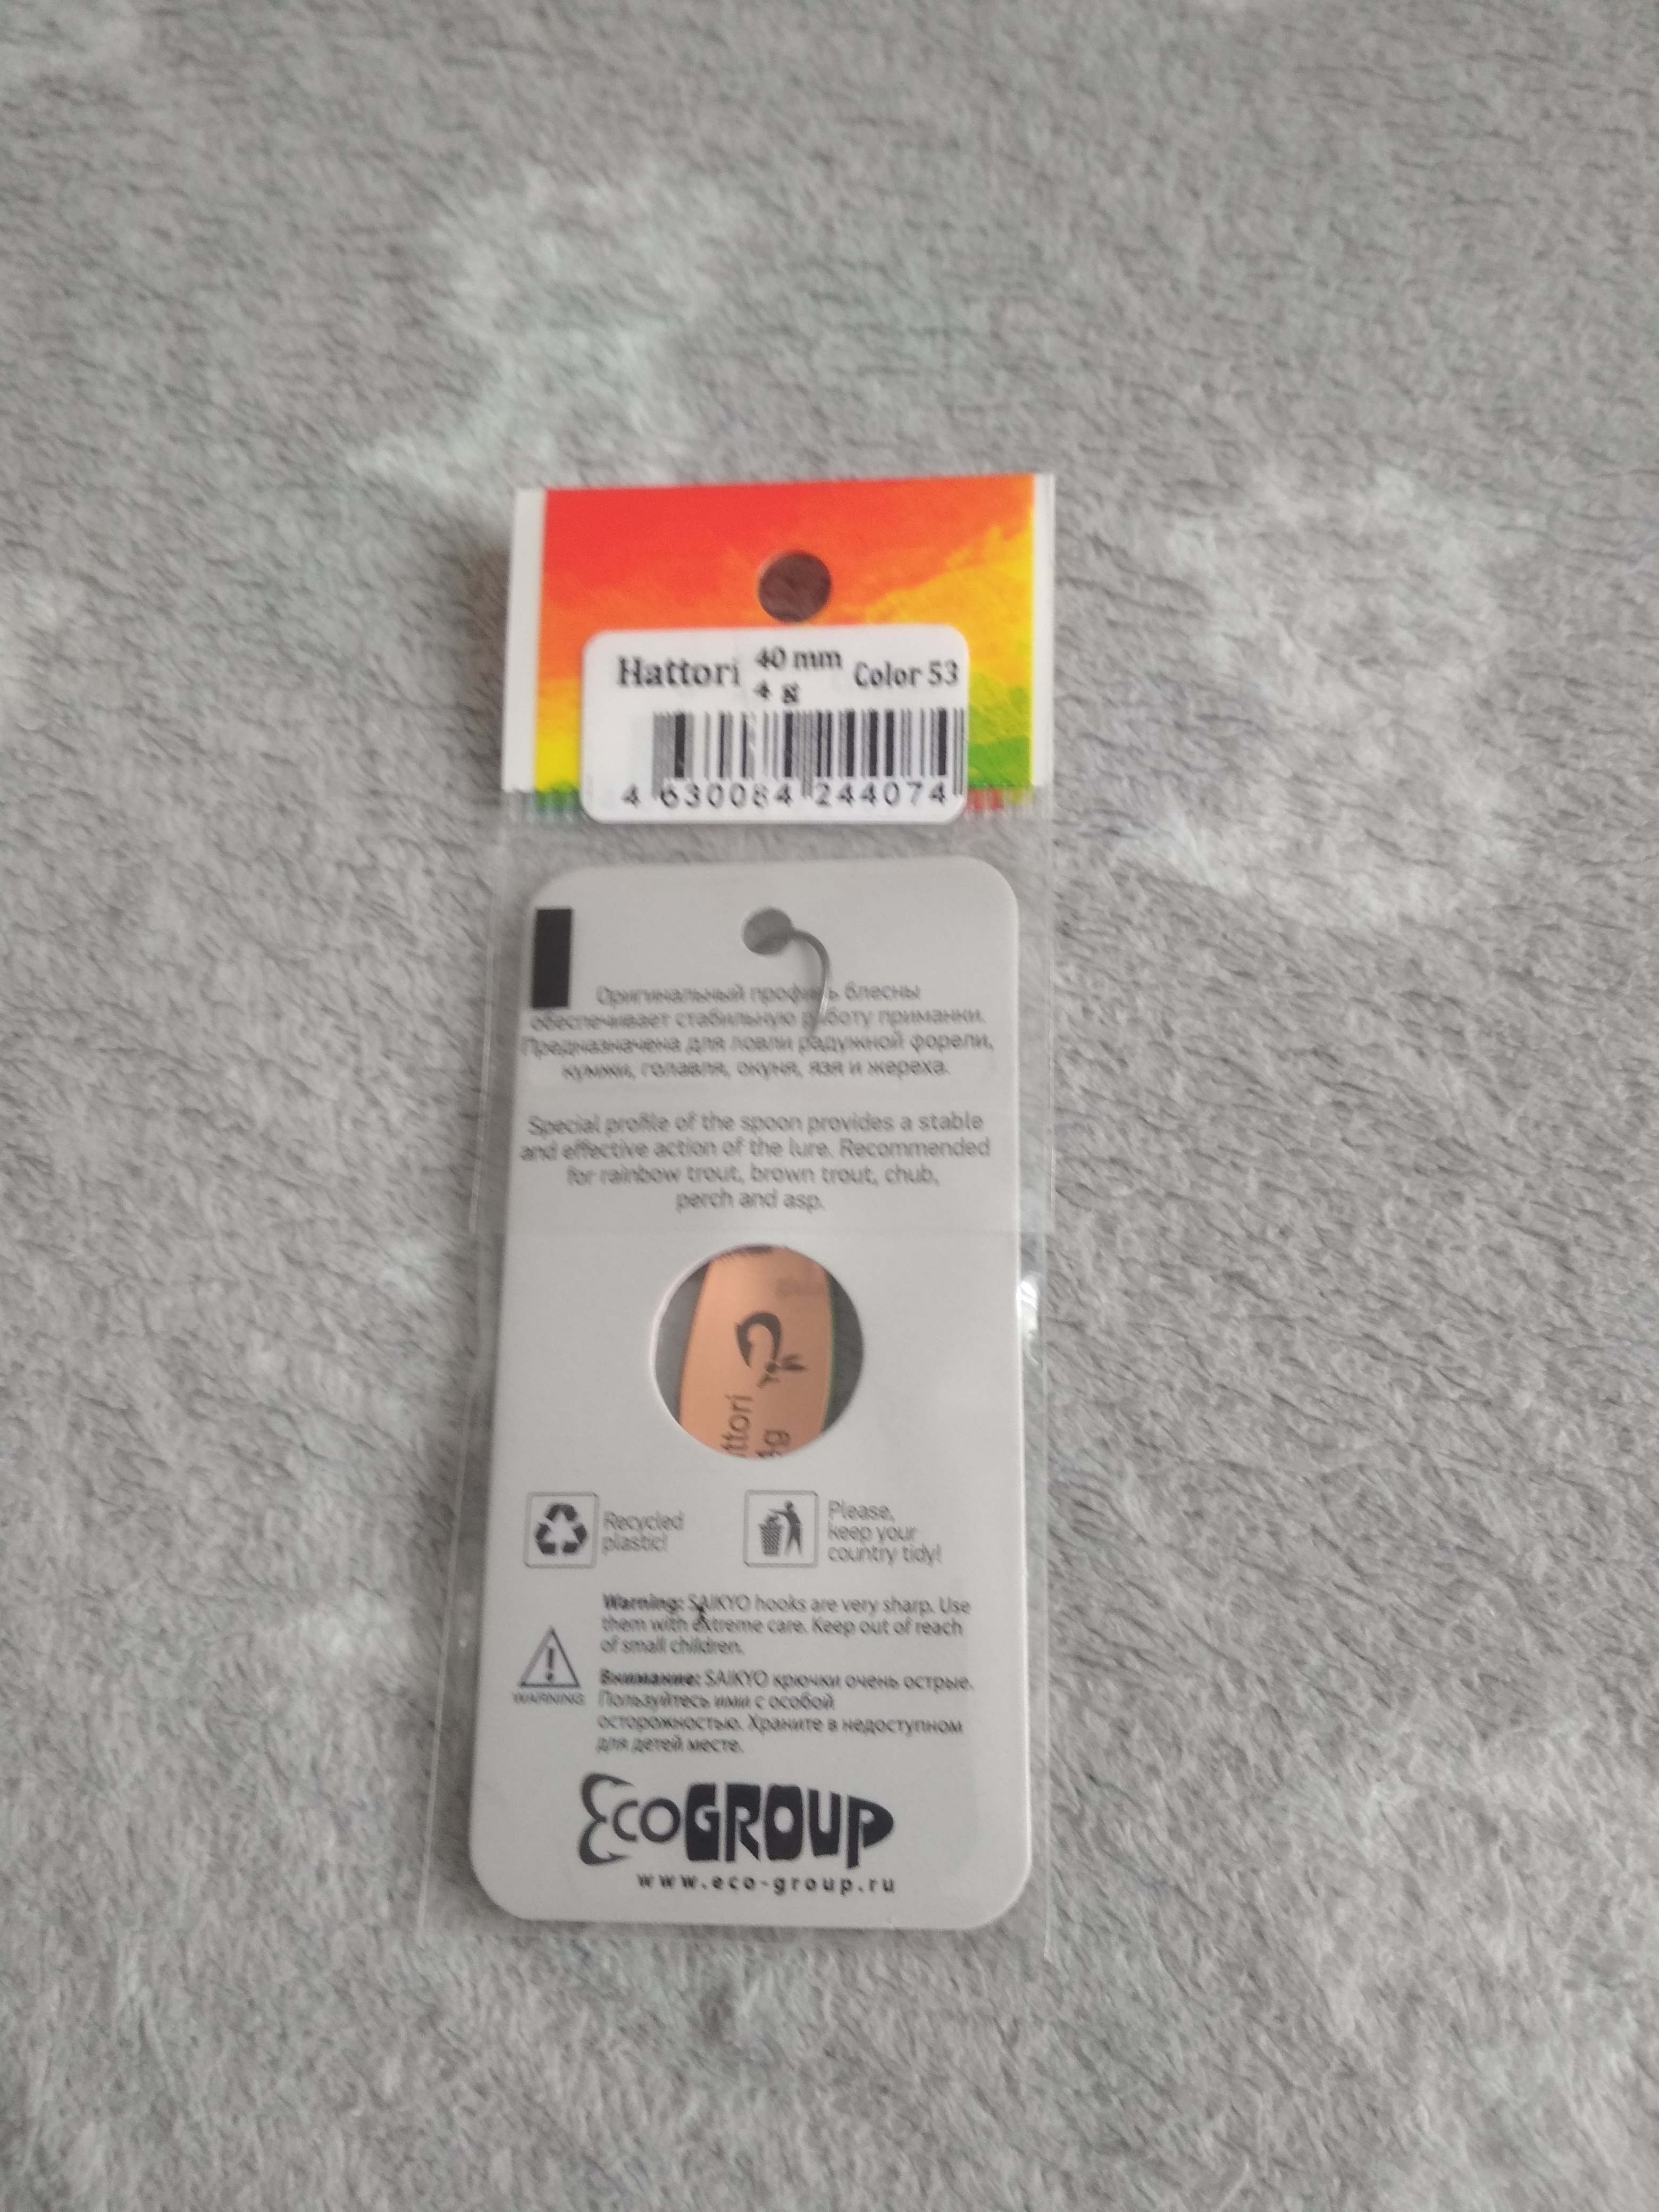 Hattori 40 mm Color 53
4 g
4 630084 244074
Оригинальный профиль блесны
обеспечивает стабильную работу приманки.
Предназначена для ловли радужной форели,
кумжи, голавля, окуня, язя и жереха.
Special profile of the spoon provides a stable
and effective action of the lure. Recommended
for rainbow trout, brown trout, chub,
perch and asp.
ttori
4g
Recycled
plastic!
Please,
keep your
country tidy!
WARNING
Warning: SAIKYO hooks are very sharp. Use
them with extreme care. Keep out of reach
of small children.
Внимание: SAIKYO крючки очень острые.
Пользуйтесь ими с особой
осторожностью. Храните в недоступном
для детей месте.
EcoGROUP
www.eco-group.ru